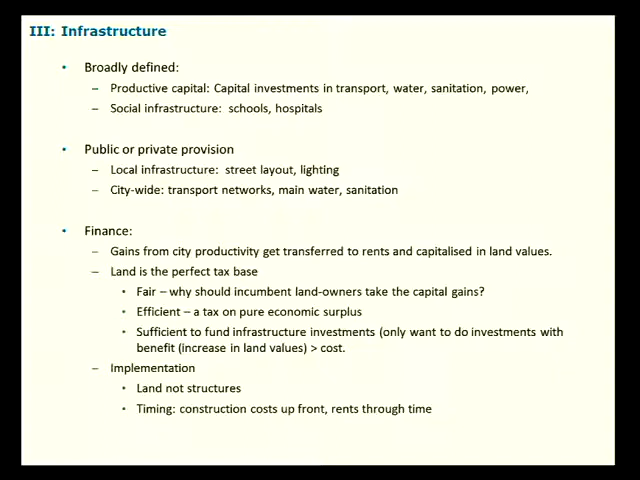 III: Infrastructure
• Broadly defined:
– Productive capital: Capital investments in transport, water, sanitation, power,
– Social infrastructure: schools, hospitals
• Public or private provision
– Local infrastructure: street layout, lighting
– City-wide: transport networks, main water, sanitation
• Finance:
– Gains from city productivity get transferred to rents and capitalised in land values.
– Land is the perfect tax base
• Fair – why should incumbent land-owners take the capital gains?
• Efficient – a tax on pure economic surplus
• Sufficient to fund infrastructure investments (only want to do investments with
benefit (increase in land values) > cost.
– Implementation
• Land not structures
• Timing: construction costs up front, rents through time